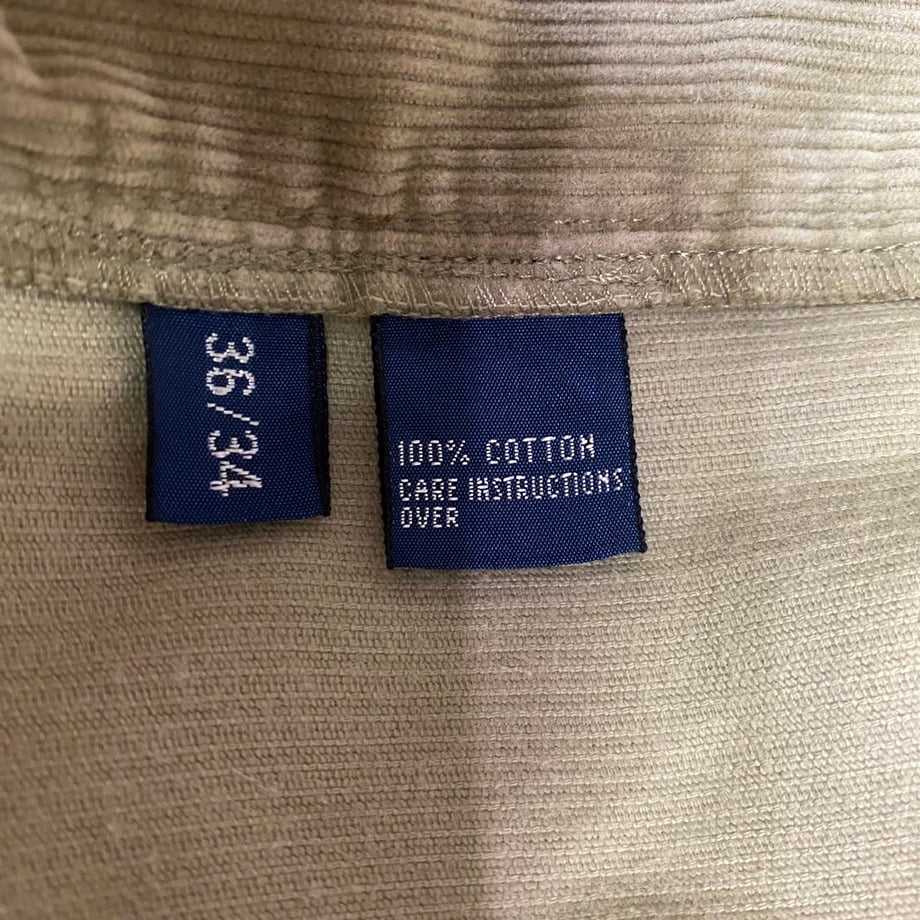 36/34
100% COTTON
CARE INSTRUCTIONS
OVER